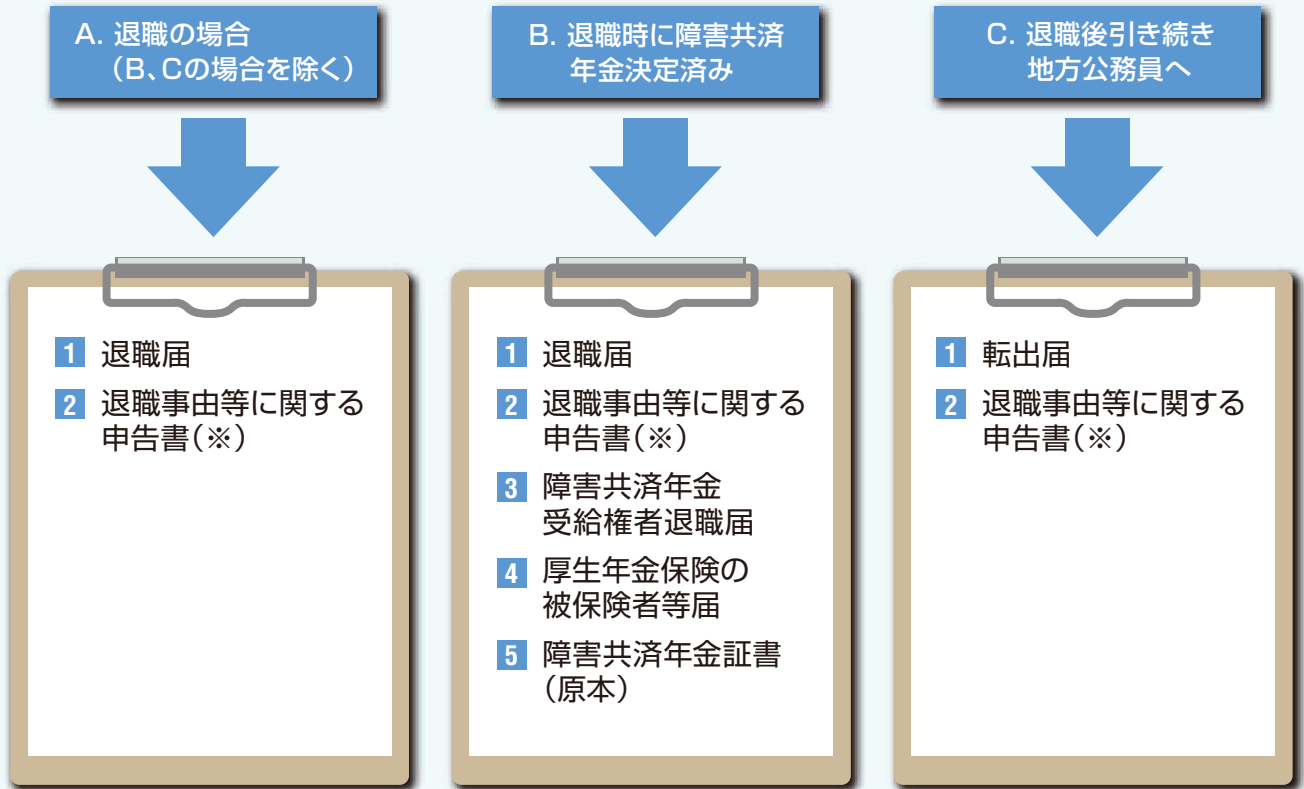 A. 退職の場合
（B、Cの場合を除く）
B. 退職時に障害共済
年金決定済み
C. 退職後引き続き
地方公務員へ
1 退職届
2 退職事由等に関する
申告書（※）
1 退職届
2 退職事由等に関する
申告書（※）
3 障害共済年金
受給権者退職届
4 厚生年金保険の
被保険者等届
5 障害共済年金証書
（原本）
1 転出届
2 退職事由等に関する
申告書（※）